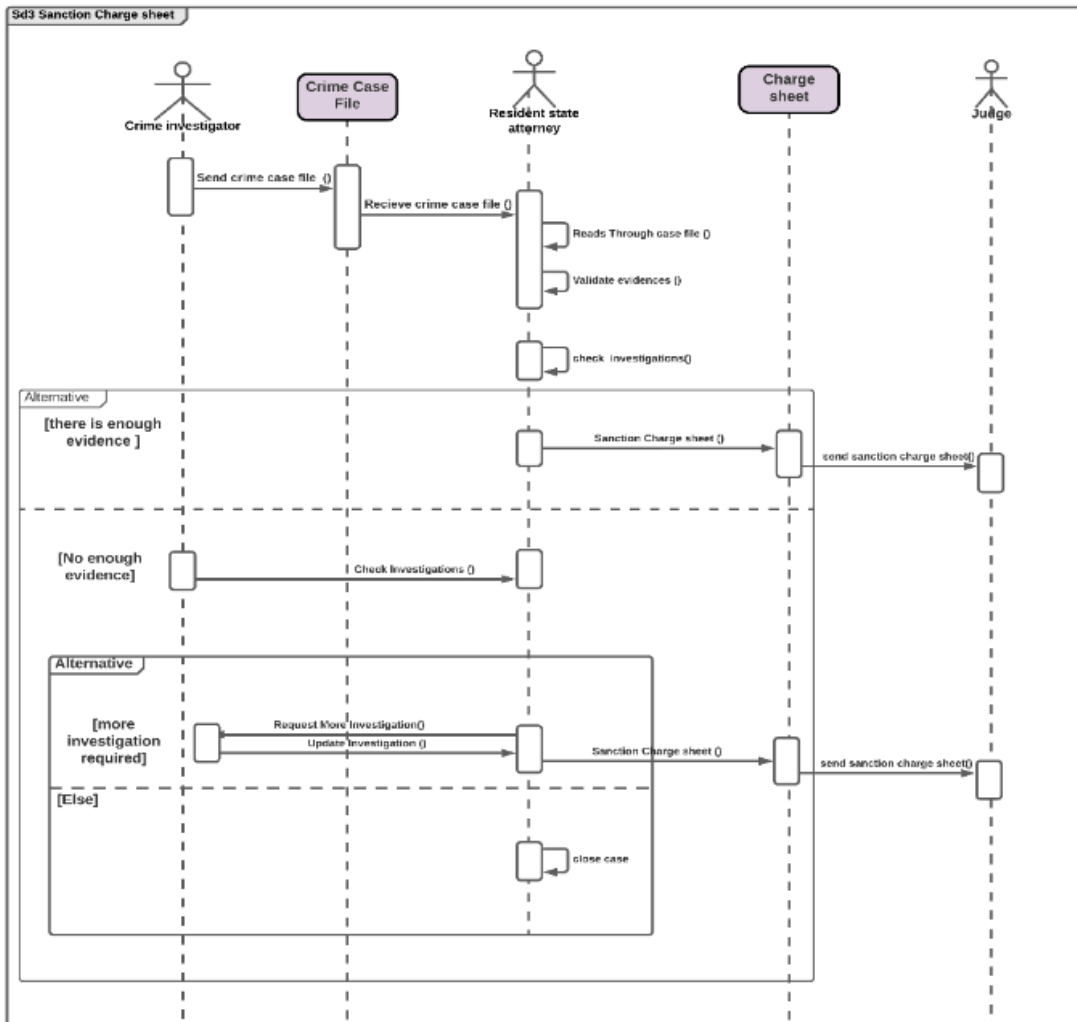 Sd3 Sanction Charge sheet
Crime investigator
Crime Case
File
Resident state
attorney
Charge
sheet
Judge
Send crime case file ()
Recieve crime case file ()
Reads Through case file ()
Validate evidences ()
check investigations()
Alternative
[there is enough
evidence ]
Sanction Charge sheet ()
send sanction charge sheet()
[No enough
evidence]
Check Investigations ()
Alternative
[more
investigation
required]
Request More Investigation()
Update Investigation ()
Sanction Charge sheet ()
send sanction charge sheet()
[Else]
close case